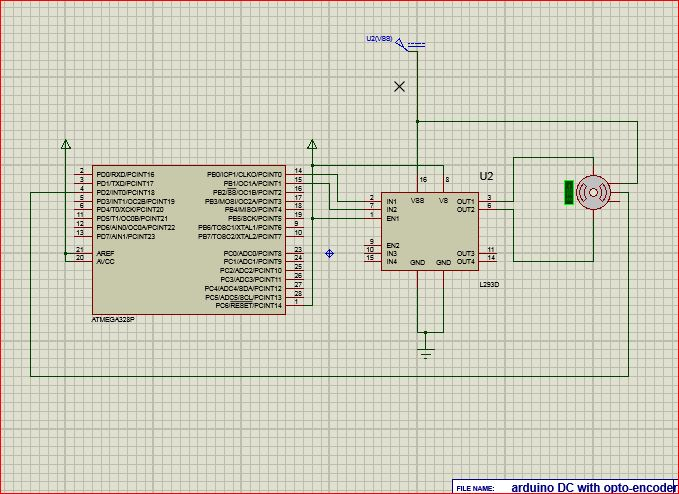 U2(VSS)
2 PD0/RXD/PCINT16 PB0/ICP1/CLKO/PCINT0 14
3 PD1/TXD/PCINT17 PB1/OC1A/PCINT1 15
4 PD2/INT0/PCINT18 PB2/SS/OC1B/PCINT2 16
5 PD3/INT1/OC2B/PCINT19 PB3/MOSI/OC2A/PCINT3 17
6 PD4/T0/XCK/PCINT20 PB4/MISO/PCINT4 18
11 PD5/T1/OC0B/PCINT21 PB5/SCK/PCINT5 19
12 PD6/AIN0/OC0A/PCINT22 PB6/TOSC1/XTAL1/PCINT6 9
13 PD7/AIN1/PCINT23 PB7/TOSC2/XTAL2/PCINT7 10
21 AREF PC0/ADC0/PCINT8 23
20 AVCC PC1/ADC1/PCINT9 24
PC2/ADC2/PCINT10 25
PC3/ADC3/PCINT11 26
PC4/ADC4/SDA/PCINT12 27
PC5/ADC5/SCL/PCINT13 28
PC6/RESET/PCINT14 1
ATMEGA328P
U2
16 8
VSS VS
2 IN1 OUT1 3
7 IN2 OUT2 6
1 EN1
9 EN2
10 IN3 OUT3 11
15 IN4 OUT4 14
GND GND
L293D
FILE NAME: arduino DC with opto-encoder